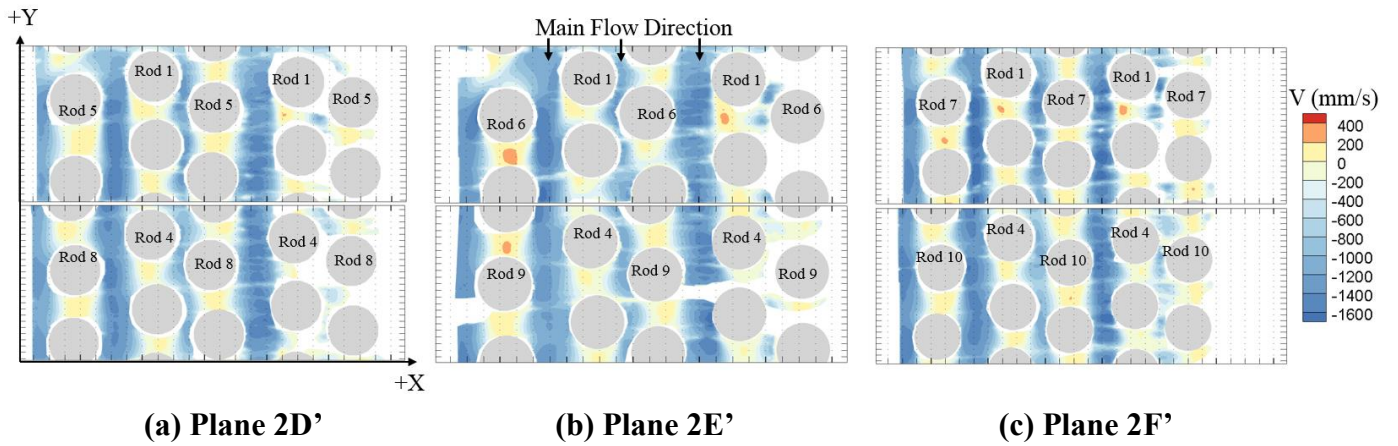 +Y
Main Flow Direction
Rod 1
Rod 5
Rod 5
Rod 1
Rod 5
Rod 8
Rod 4
Rod 8
Rod 4
Rod 8
+X
Rod 1
Rod 6
Rod 6
Rod 1
Rod 6
Rod 9
Rod 4
Rod 9
Rod 4
Rod 9
Rod 7
Rod 1
Rod 7
Rod 1
Rod 7
Rod 10
Rod 4
Rod 10
Rod 4
Rod 10
V (mm/s)
400
200
0
-200
-400
-600
-800
-1000
-1200
-1400
-1600
(a) Plane 2D’
(b) Plane 2E’
(c) Plane 2F’